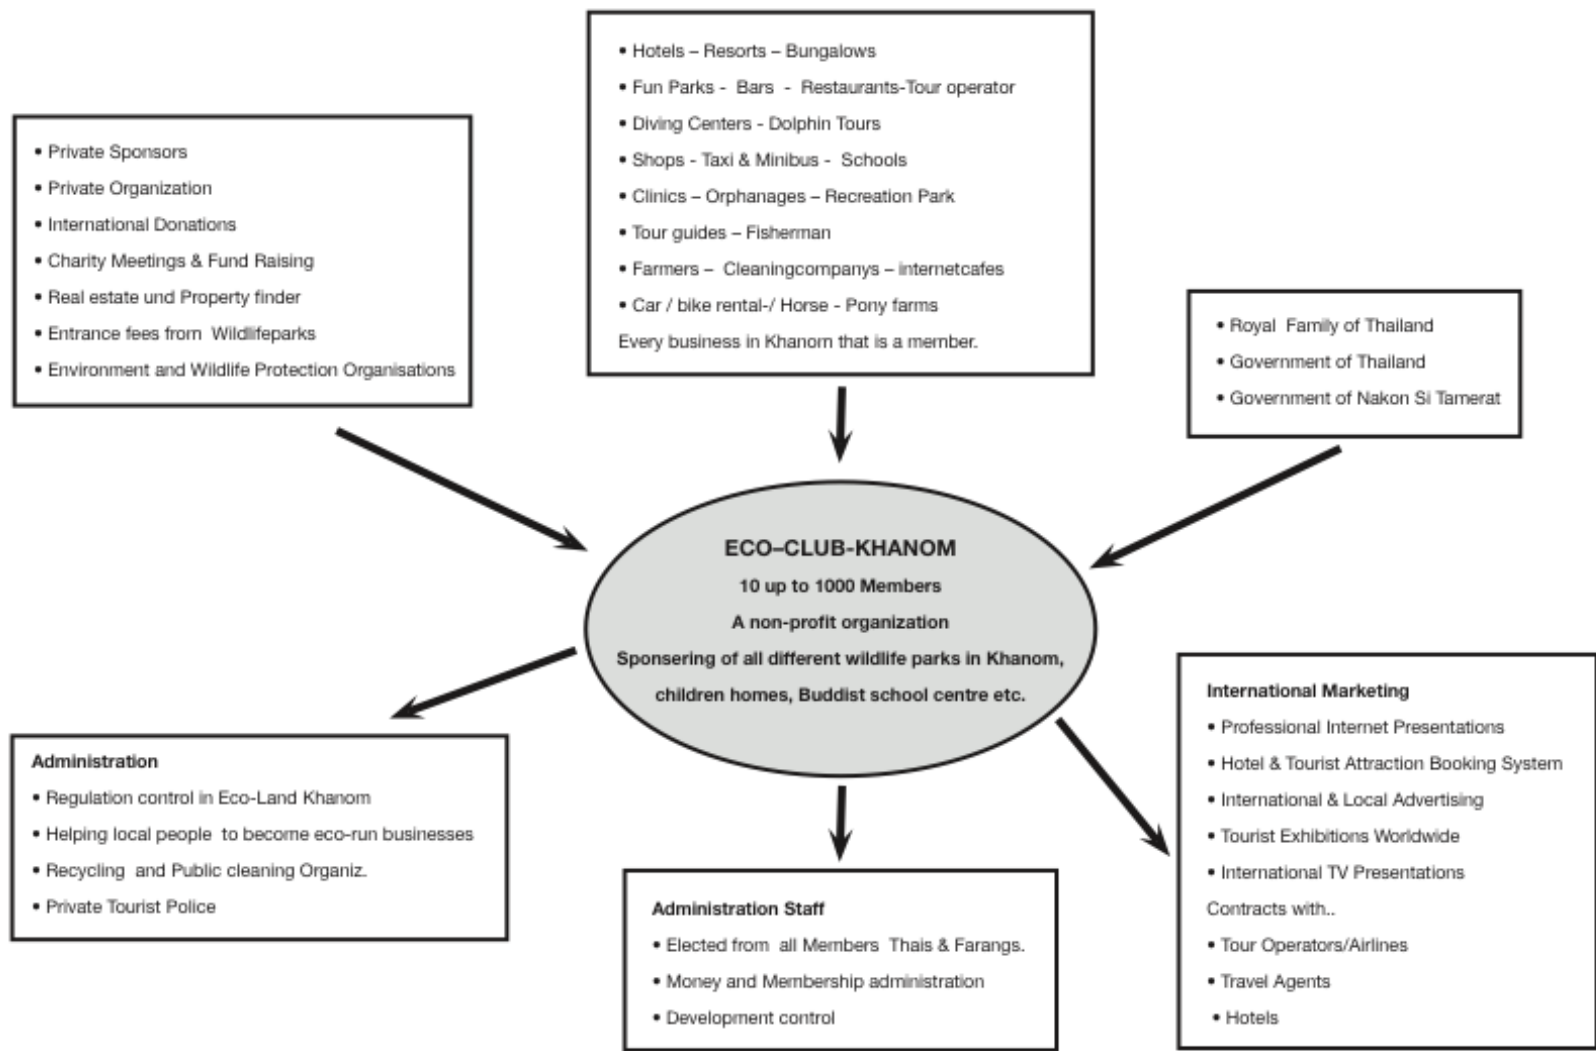 • Hotels – Resorts – Bungalows
• Fun Parks - Bars - Restaurants-Tour operator
• Diving Centers - Dolphin Tours
• Shops - Taxi & Minibus - Schools
• Clinics – Orphanages – Recreation Park
• Tour guides – Fisherman
• Farmers – Cleaningcompanys – internetcafes
• Car / bike rental-/ Horse - Pony farms
Every business in Khanom that is a member.
• Private Sponsors
• Private Organization
• International Donations
• Charity Meetings & Fund Raising
• Real estate und Property finder
• Entrance fees from Wildlifeparks
• Environment and Wildlife Protection Organisations
• Royal Family of Thailand
• Government of Thailand
• Government of Nakon Si Tamerat
ECO–CLUB-KHANOM
10 up to 1000 Members
A non-profit organization
Sponsering of all different wildlife parks in Khanom,
children homes, Buddist school centre etc.
Administration
• Regulation control in Eco-Land Khanom
• Helping local people to become eco-run businesses
• Recycling and Public cleaning Organiz.
• Private Tourist Police
Administration Staff
• Elected from all Members Thais & Farangs.
• Money and Membership administration
• Development control
International Marketing
• Professional Internet Presentations
• Hotel & Tourist Attraction Booking System
• International & Local Advertising
• Tourist Exhibitions Worldwide
• International TV Presentations
Contracts with..
• Tour Operators/Airlines
• Travel Agents
• Hotels